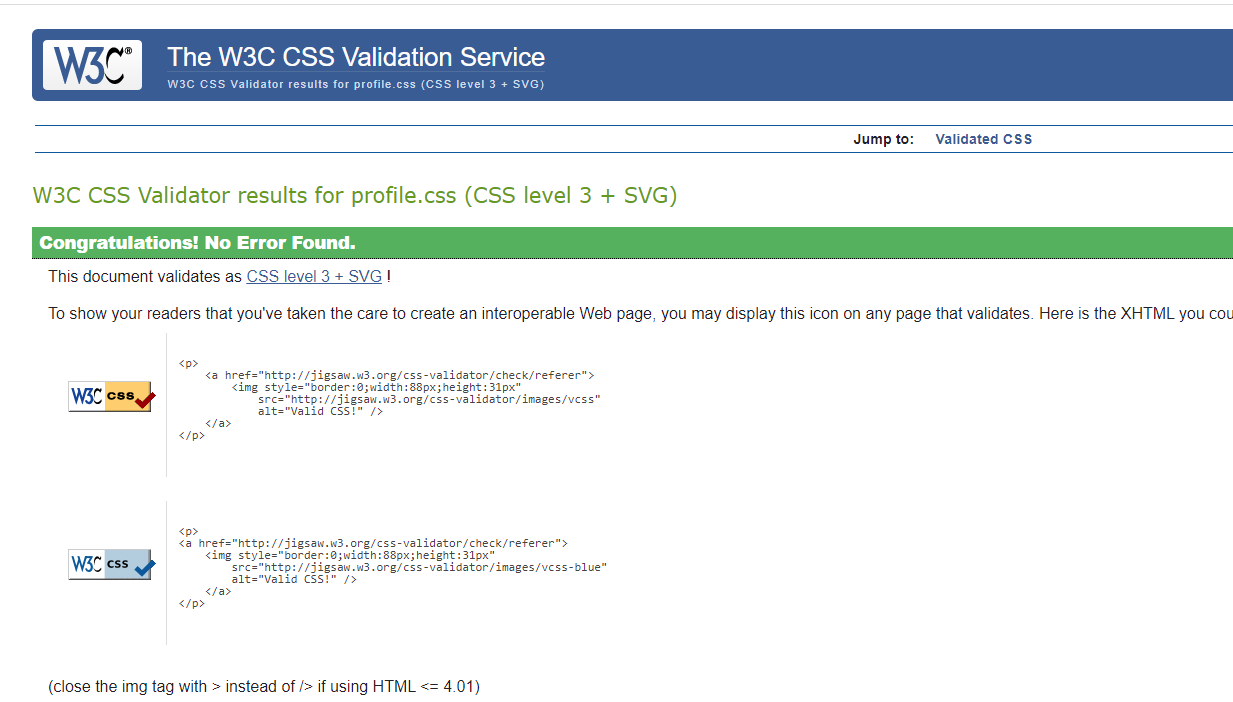 W3C®
The W3C CSS Validation Service
W3C CSS Validator results for profile.css (CSS level 3 + SVG)
Jump to: Validated CSS
W3C CSS Validator results for profile.css (CSS level 3 + SVG)
Congratulations! No Error Found.
This document validates as CSS level 3 + SVG !
To show your readers that you've taken the care to create an interoperable Web page, you may display this icon on any page that validates. Here is the XHTML you cou
W3C css
<p>
<a href="http://jigsaw.w3.org/css-validator/check/referer">
<img style="border:0;width:88px;height:31px"
src="http://jigsaw.w3.org/css-validator/images/vcss"
alt="Valid CSS!" />
</a>
</p>
W3C css
<p>
<a href="http://jigsaw.w3.org/css-validator/check/referer">
<img style="border:0;width:88px;height:31px"
src="http://jigsaw.w3.org/css-validator/images/vcss-blue"
alt="Valid CSS!" />
</a>
</p>
(close the img tag with > instead of /> if using HTML <= 4.01)